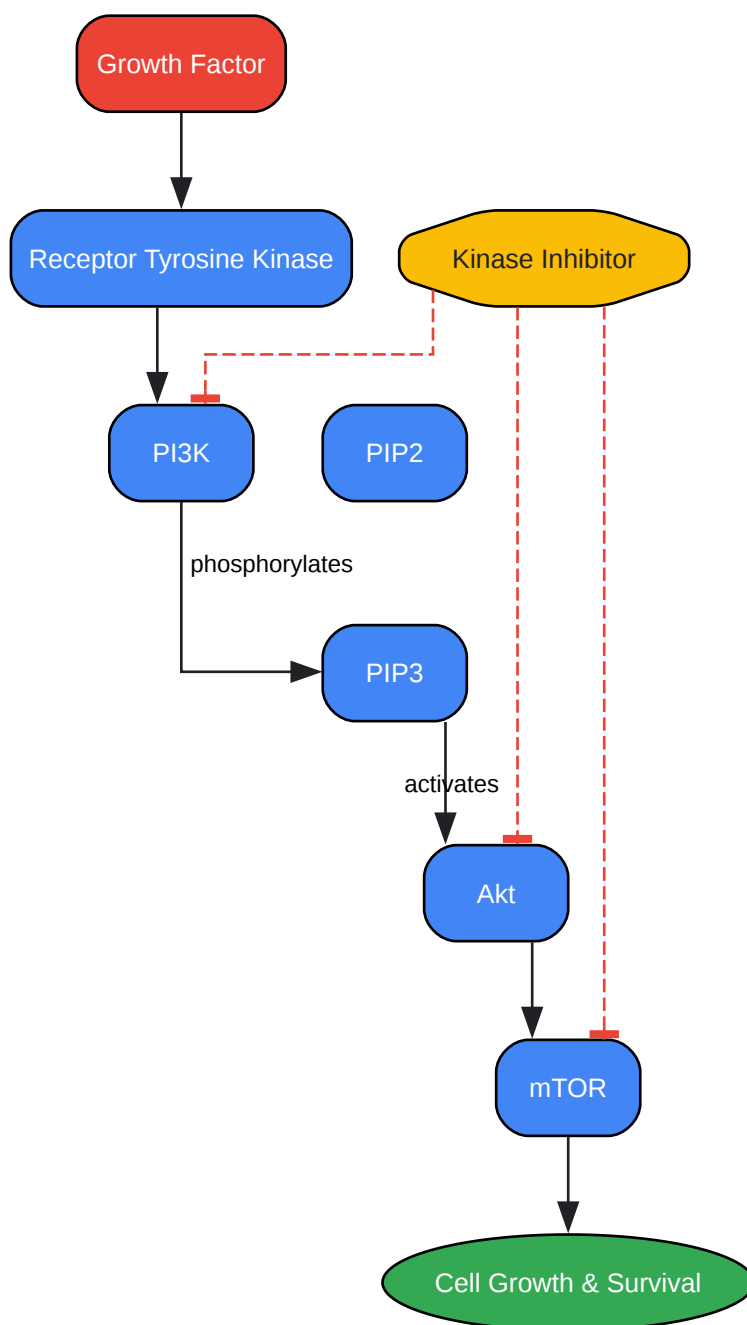 Growth Factor
Receptor Tyrosine Kinase
Kinase Inhibitor
PI3K
PIP2
phosphorylates
PIP3
activates
Akt
mTOR
Cell Growth & Survival